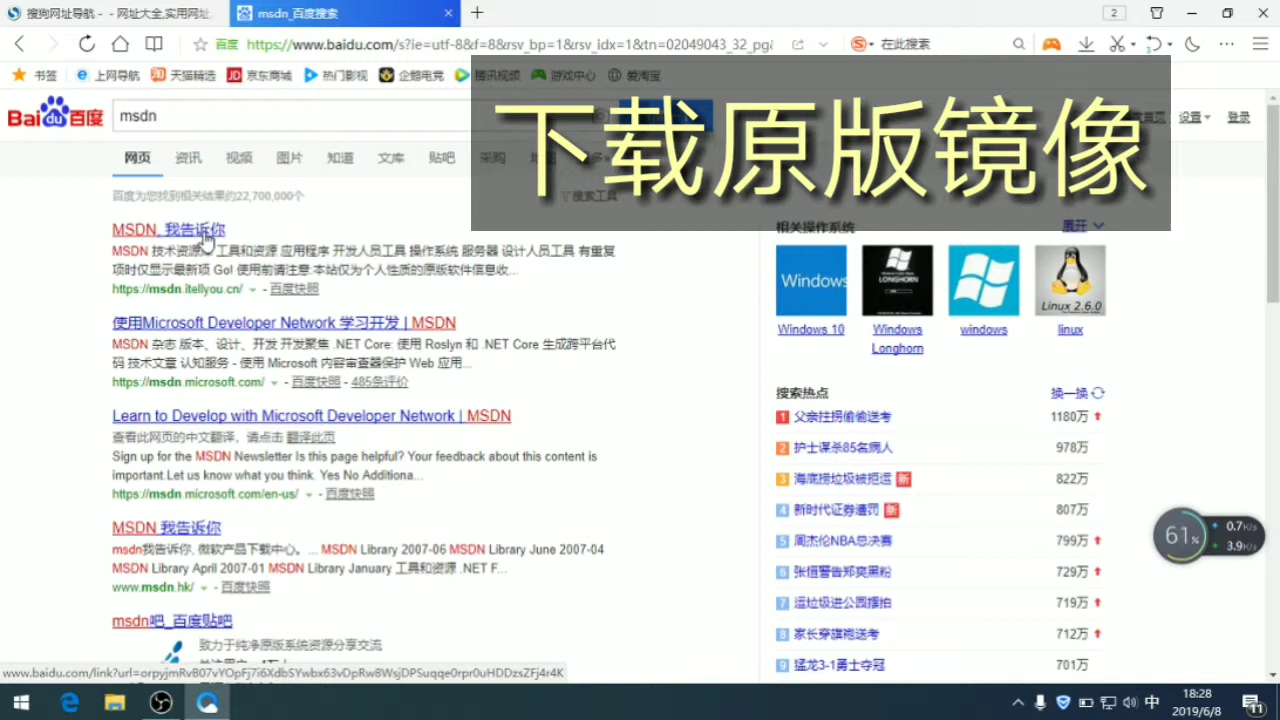 搜狗网址导航 - - 网址大全,实用网址
msdn_百度搜索
2
百度 https://www.baidu.com/s?ie=utf-8&f=8&rsv_bp=1&rsv_idx=1&tn=02049043_32_pg&
在此搜索
书签 上网导航 天猫精选 京东商城 热门影视 企鹅电竞 腾讯视频 游戏中心 爱淘宝
下载原版镜像
Bai du 百度
msdn
设置 登录
网页 资讯 视频 图片 知道 文库 贴吧 采购
百度为您找到相关结果约22,700,000个
搜索工具
MSDN, 我告诉你
MSDN 技术资源 工具和资源 应用程序 开发人员工具 操作系统 服务器 设计人员工具 有重复
项时仅显示最新项 Go! 使用前请注意:本站仅为个人性质的原版软件信息收...
https://msdn.itellyou.cn/ - 百度快照
使用Microsoft Developer Network 学习开发 | MSDN
MSDN 杂志 版本、设计、开发 开发聚焦 .NET Core: 使用 Roslyn 和 .NET Core 生成跨平台代
码 技术文章 认知服务 - 使用 Microsoft 内容审查器保护 Web 应用...
https://msdn.microsoft.com/ - 百度快照 - 485条评价
Learn to Develop with Microsoft Developer Network | MSDN
查看此网页的中文翻译，请点击 翻译此页
Sign up for the MSDN Newsletter Is this page helpful? Your feedback about this content is
important.Let us know what you think. Yes No Additiona...
https://msdn.microsoft.com/en-us/ - 百度快照
MSDN 我告诉你
msdn我告诉你, 微软产品下载中心。... MSDN Library 2007-06 MSDN Library June 2007-04
MSDN Library April 2007-01 MSDN Library January 工具和资源 .NET F...
www.msdn.hk/ - 百度快照
msdn吧_百度贴吧
致力于纯净原版系统资源分享交流
相关操作系统 展开
Windows
WINDOWS LONGHORN
Linux 2.6.0
Windows 10 Windows Longhorn windows linux
搜索热点 换一换
1 父亲拄拐偷偷送考 1180万
2 护士谋杀85名病人 978万
3 海底捞垃圾被拒运 新 822万
4 新时代证券遭罚 新 807万
5 周杰伦NBA总决赛 799万
6 张恒警告郑爽黑粉 729万
7 运垃圾进公园摆拍 719万
8 家长穿旗袍送考 712万
9 猛龙3-1勇士夺冠 701万
61%
0.7K/s
3.9K/s
www.baidu.com/link?url=orpyjmRvB07vYOpFj7i6XdbSYwbx63vDpRw8WsjDPSuqqe0rpr0uHDDzsZFj4r4K
中
18:28
2019/6/8
11